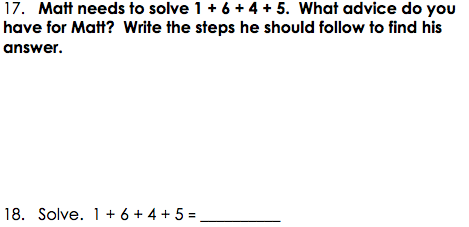 17. Matt needs to solve 1 + 6 + 4 + 5. What advice do you
have for Matt? Write the steps he should follow to find his
answer.
18. Solve. 1 + 6 + 4 + 5 = __________